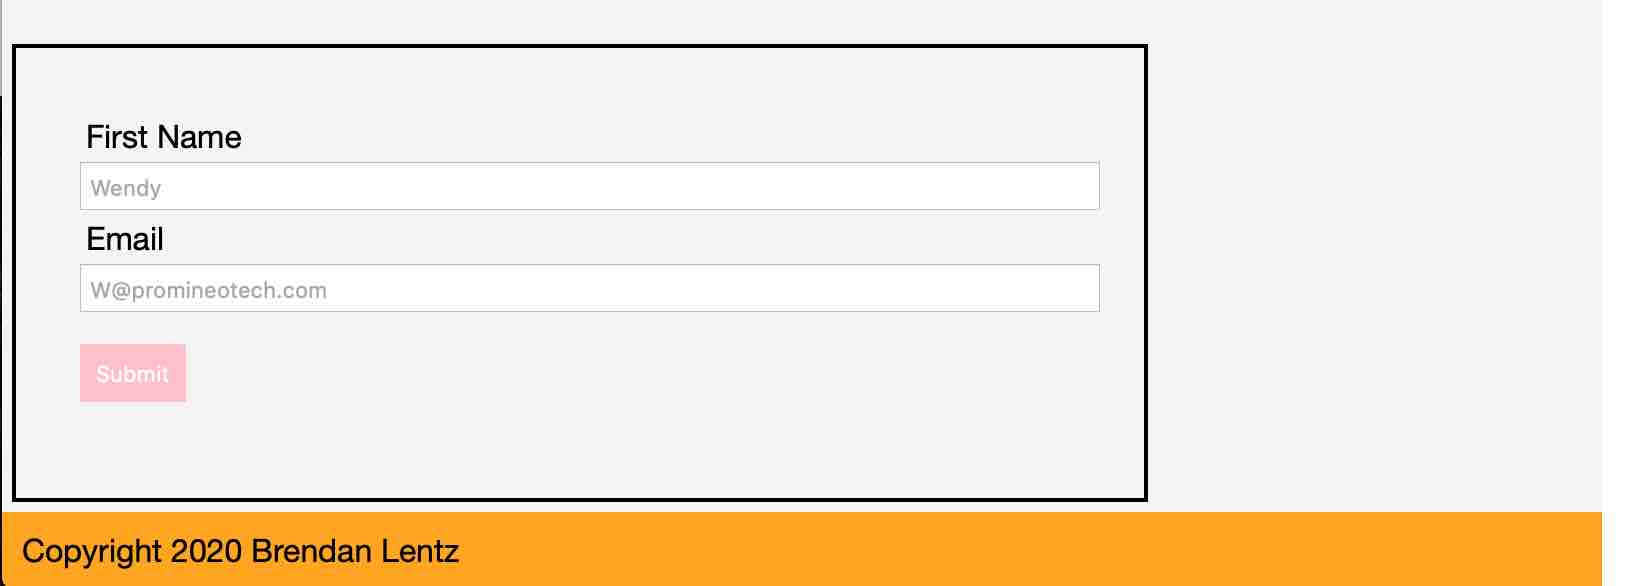 First Name
Wendy
Email
W@promineotech.com
Submit
Copyright 2020 Brendan Lentz